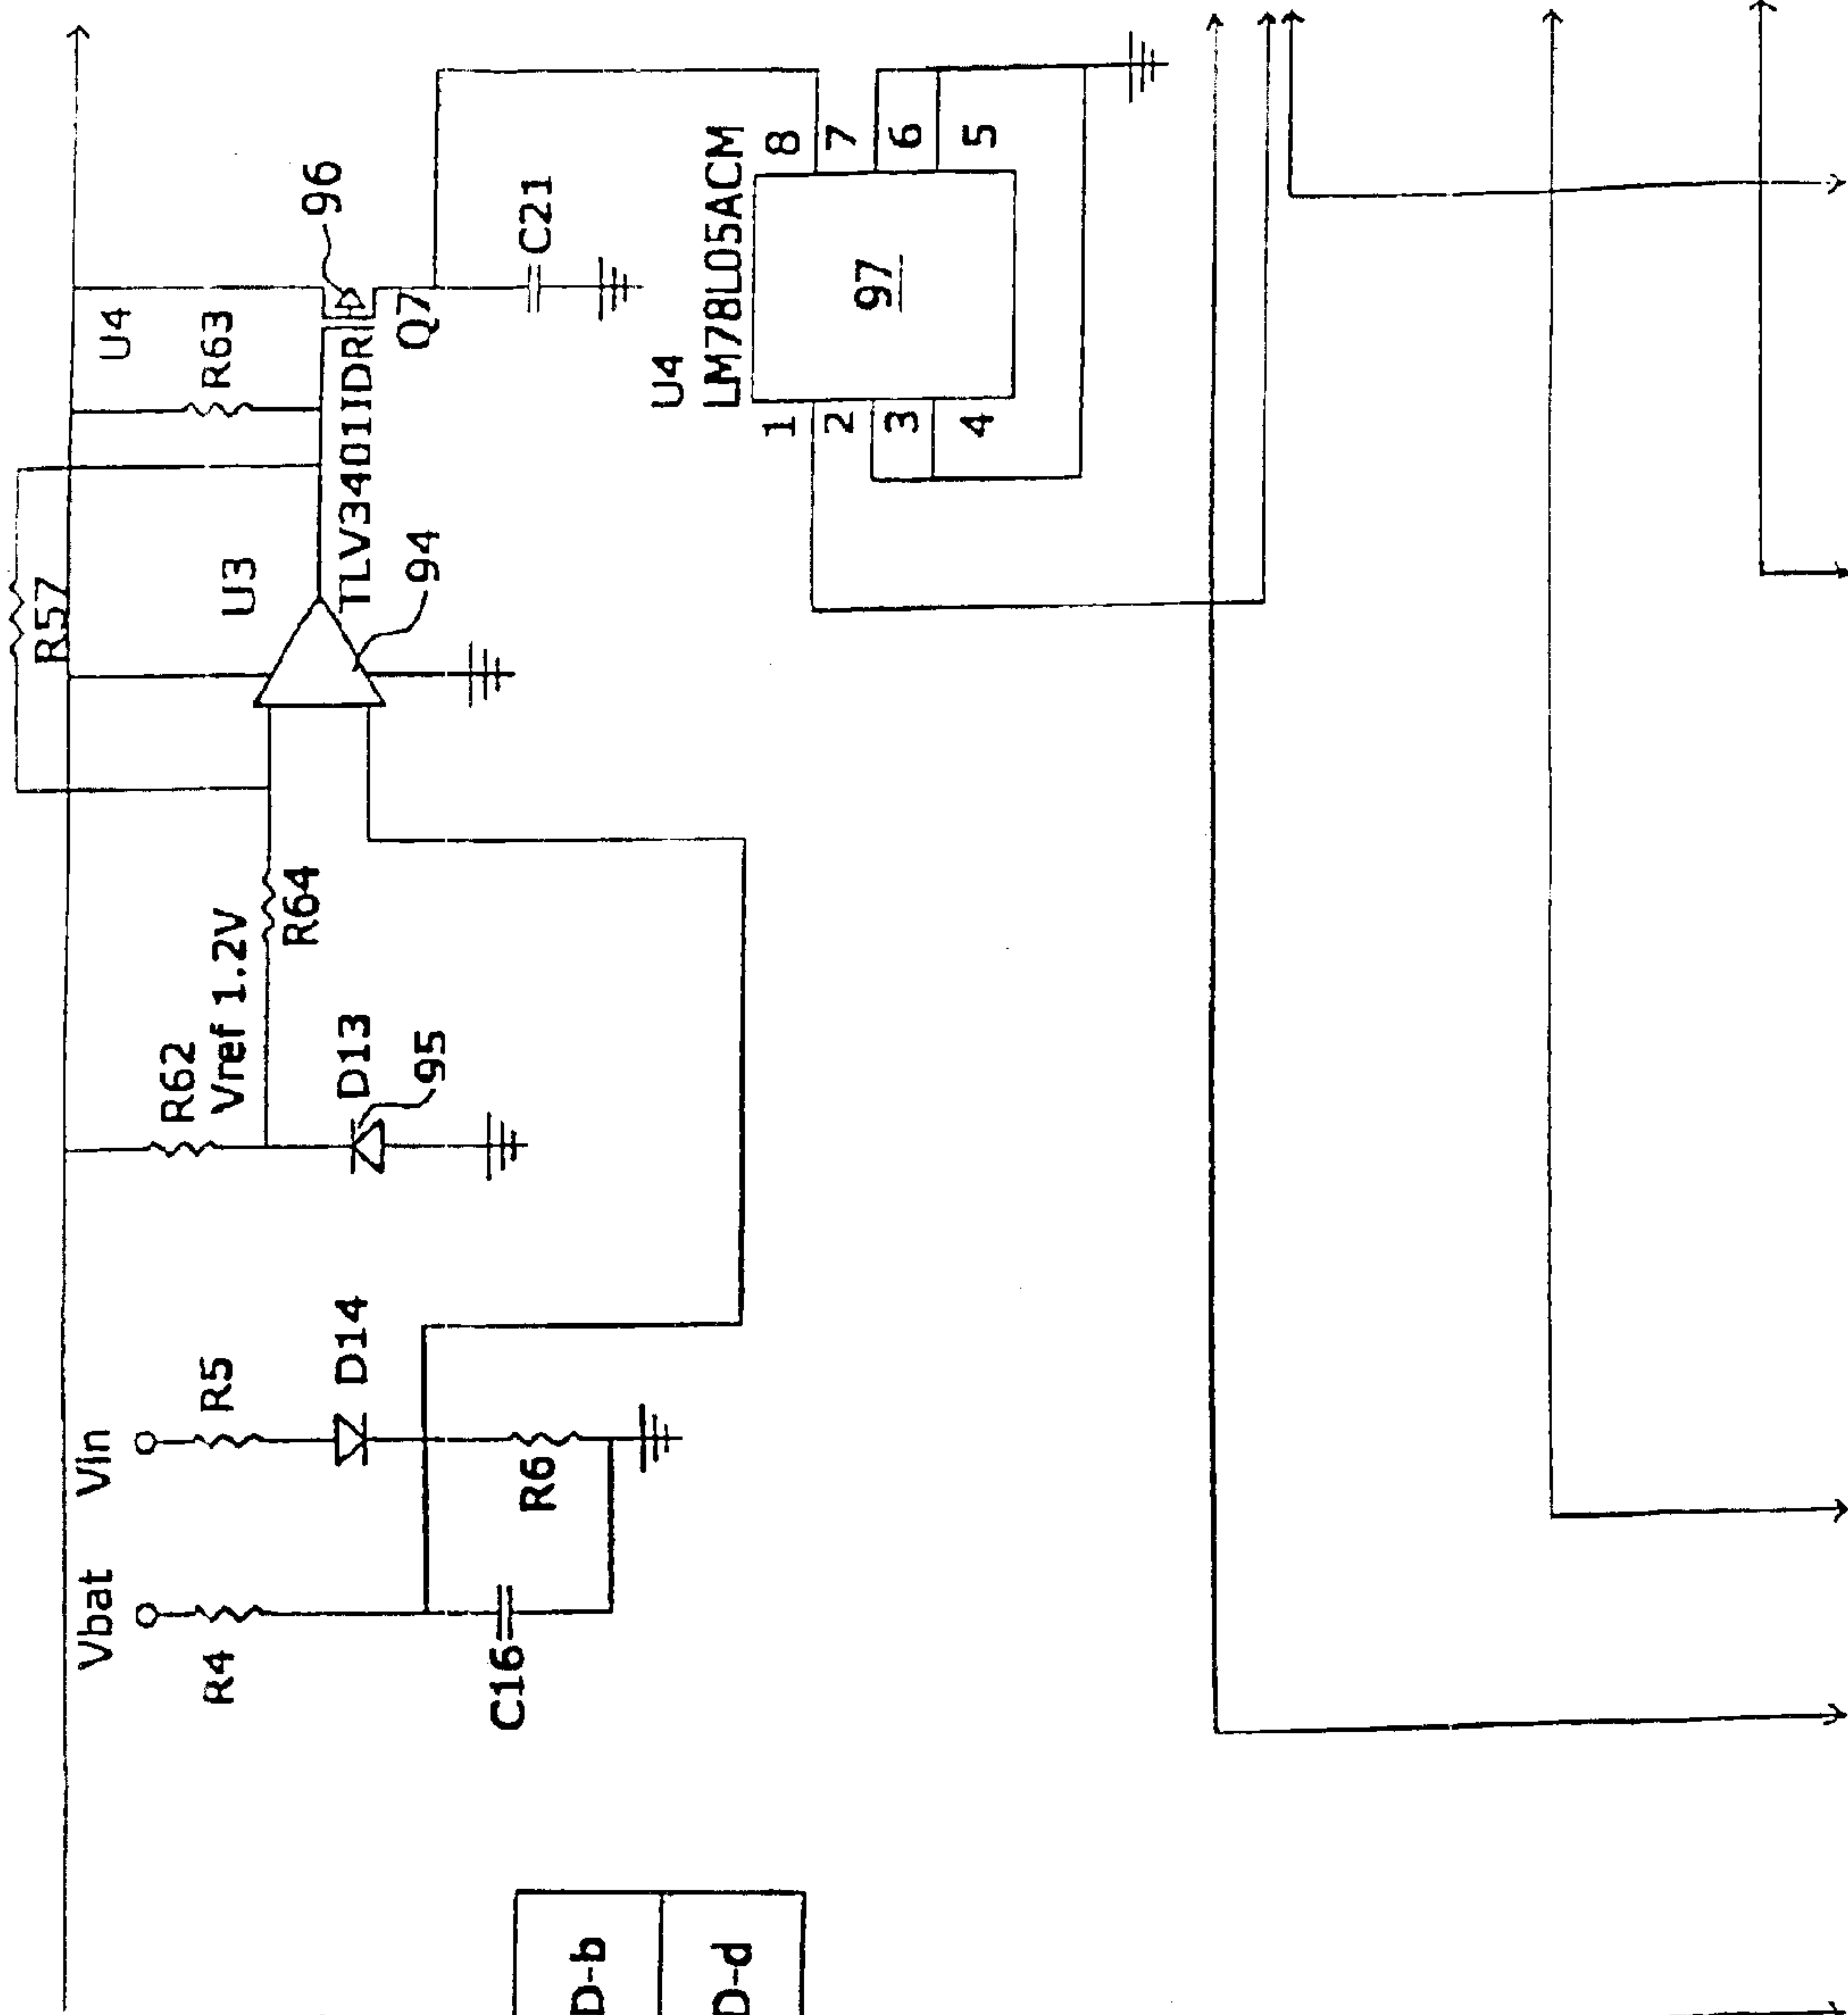 Vbat
Vin
R4
R5
D14
C16
R6
R62
Vref 1.2V
D13
95
R64
R57
U3
TLV3401IDR
94
R63
U4
96
Q7
C21
U4
LM78L05ACM
97
1
2
3
4
8
7
6
5
D-b
D-d